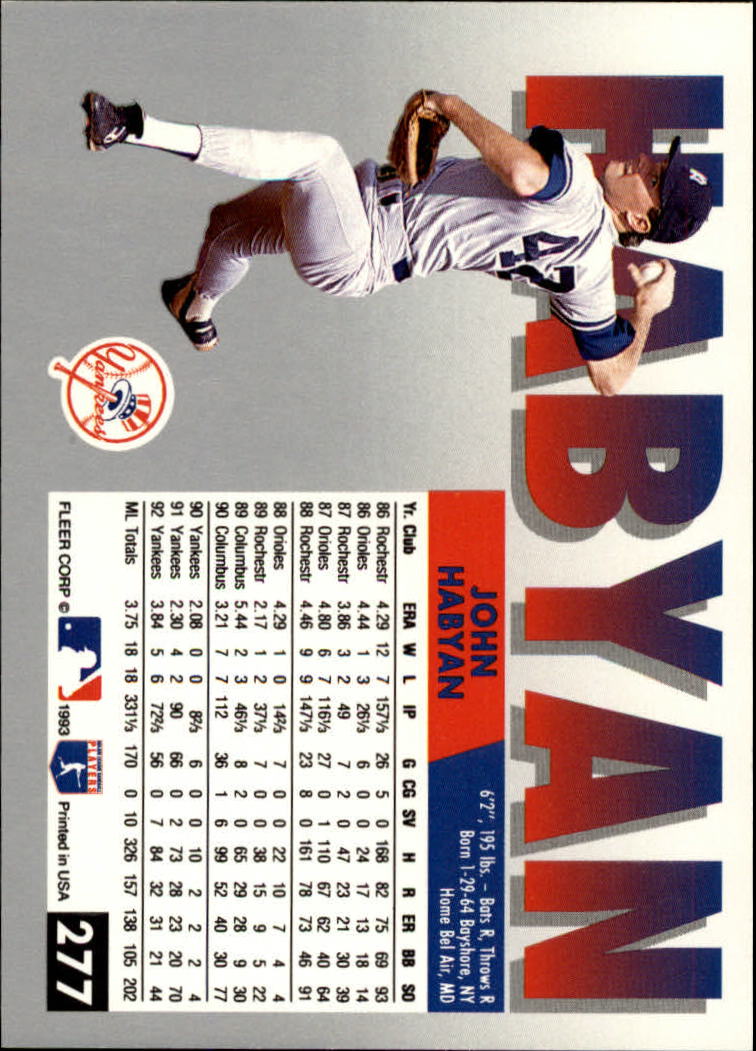 HABYAN
42
Yankees
JOHN
HABYAN
6'2", 195 lbs. – Bats R, Throws R
Born 1-29-64 Bayshore, NY
Home Bel Air, MD
Yr. Club ERA W L IP G CG SV H R ER BB SO
86 Rochestr 4.29 12 7 157⅓ 26 5 0 168 82 75 69 93
86 Orioles 4.44 1 3 26⅓ 6 0 0 24 17 13 18 14
87 Rochestr 3.86 3 2 49 7 2 0 47 23 21 30 39
87 Orioles 4.80 6 7 116⅓ 27 0 1 110 67 62 40 64
88 Rochestr 4.46 9 9 147⅓ 23 8 0 161 78 73 46 91
88 Orioles 4.29 1 0 14⅔ 7 0 0 22 10 7 4 4
89 Rochestr 2.17 1 2 37⅓ 7 0 0 38 15 9 5 22
89 Columbus 5.44 2 3 46⅓ 8 2 0 65 29 28 9 30
90 Columbus 3.21 7 7 112 36 1 6 99 52 40 30 77
90 Yankees 2.08 0 0 8⅔ 6 0 0 10 2 2 2 4
91 Yankees 2.30 4 2 90 66 0 2 73 28 23 20 70
92 Yankees 3.84 5 6 72⅔ 56 0 7 84 32 31 21 44
ML Totals 3.75 18 18 331⅓ 170 0 10 326 157 138 105 202
FLEER CORP © 1993 MAJOR LEAGUE BASEBALL PLAYERS Printed in USA 277